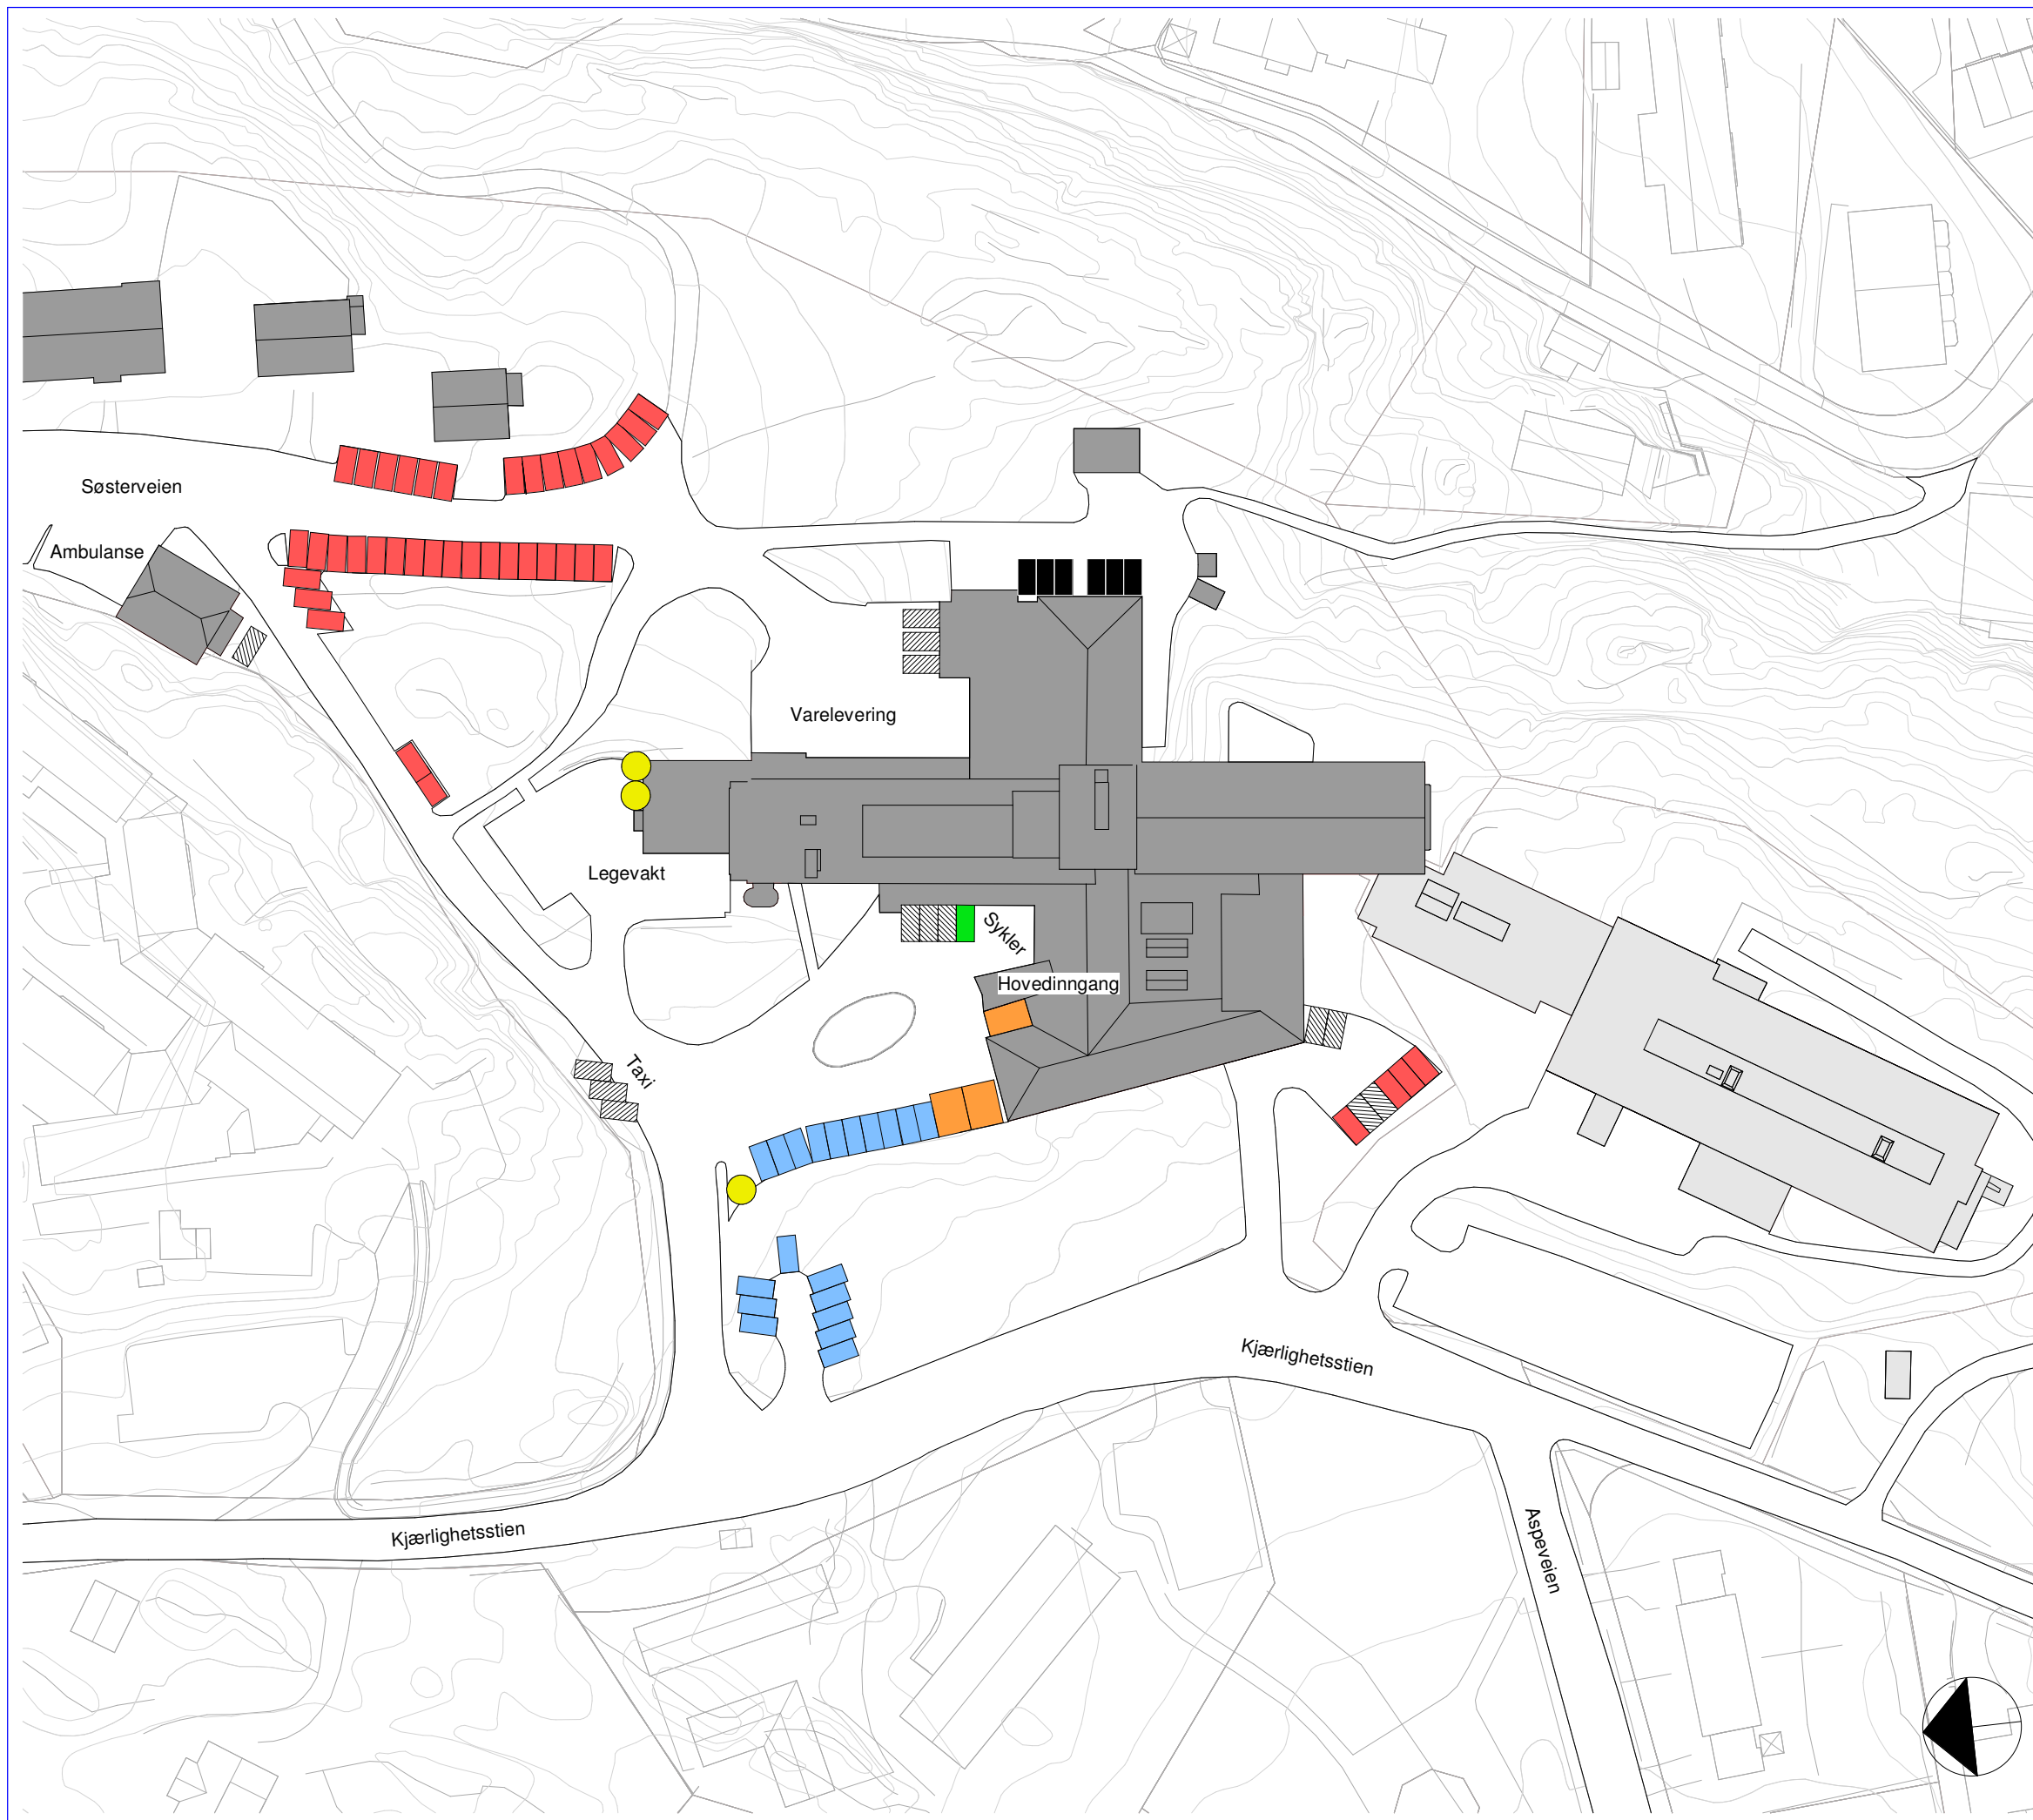 Søsterveien
Ambulanse
Varelevering
Legevakt
Sykler
Hovedinngang
Taxi
Kjærlighetsstien
Kjærlighetsstien
Aspeveien